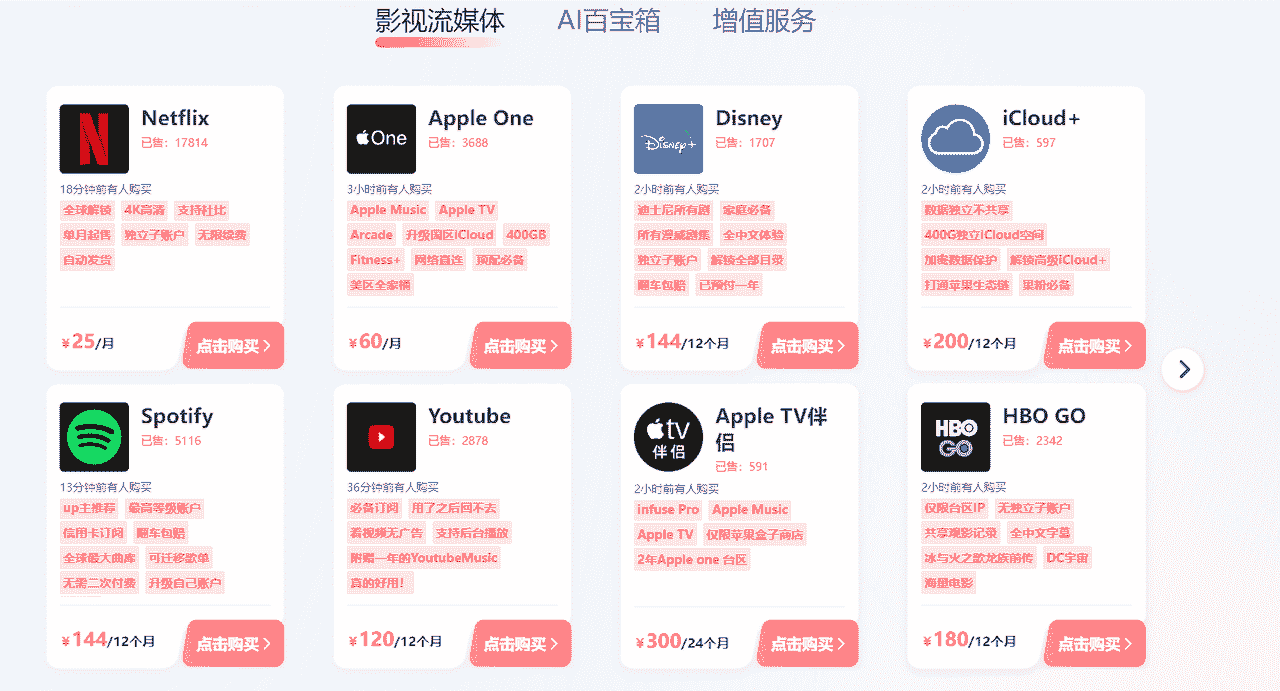 影视流媒体 AI百宝箱 增值服务
Netflix
已售：17814
18分钟前有人购买
全球解锁 4K高清 支持杜比
单月起售 独立子账户 无限续费
自动发货
¥25/月 点击购买
One
Apple One
已售：3688
3小时前有人购买
Apple Music Apple TV
Arcade 升级国区iCloud 400GB
Fitness+ 网络直连 顶配必备
美区全家桶
¥60/月 点击购买
Disney+
Disney
已售：1707
2小时前有人购买
迪士尼所有剧 家庭必备
所有漫威剧集 全中文体验
独立子账户 解锁全部目录
翻车包赔 已预付一年
¥144/12个月 点击购买
iCloud+
已售：597
2小时前有人购买
数据独立不共享
400G独立iCloud空间
加密数据保护 解锁高级iCloud+
打通苹果生态链 果粉必备
¥200/12个月 点击购买
Spotify
已售：5116
13分钟前有人购买
up主推荐 最高等级账户
信用卡订阅 翻车包赔
全球最大曲库 可迁移歌单
无需二次付费 升级自己账户
¥144/12个月 点击购买
Youtube
已售：2878
36分钟前有人购买
必备订阅 用了之后回不去
看视频无广告 支持后台播放
附赠一年的YoutubeMusic
真的好用！
¥120/12个月 点击购买
tv
伴侣
Apple TV伴
侣
已售：591
2小时前有人购买
infuse Pro Apple Music
Apple TV 仅限苹果盒子商店
2年Apple one 台区
¥300/24个月 点击购买
HBO
GO
HBO GO
已售：2342
2小时前有人购买
仅限台区IP 无独立子账户
共享观影记录 全中文字幕
冰与火之歌龙族前传 DC宇宙
海量电影
¥180/12个月 点击购买